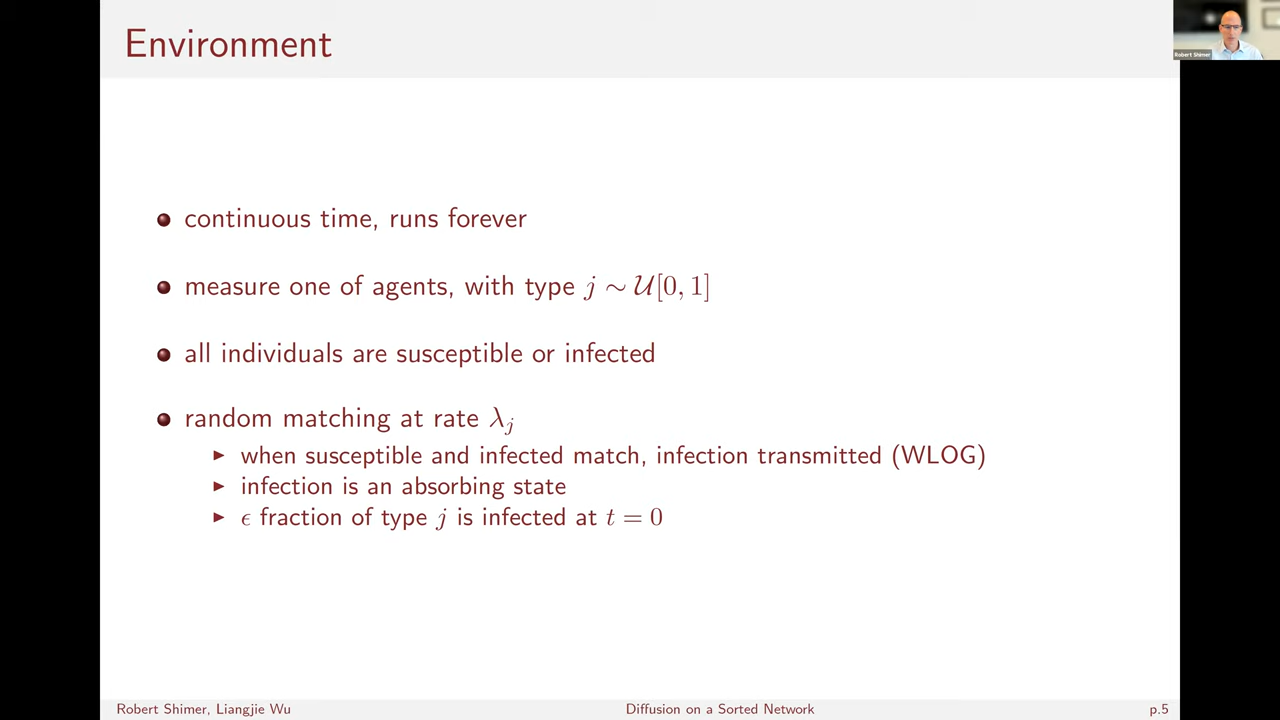 Environment
Robert Shimer
continuous time, runs forever
measure one of agents, with type j ∼ 𝒰[0, 1]
all individuals are susceptible or infected
random matching at rate λ_j
when susceptible and infected match, infection transmitted (WLOG)
infection is an absorbing state
ϵ fraction of type j is infected at t = 0
Robert Shimer, Liangjie Wu
Diffusion on a Sorted Network
p.5